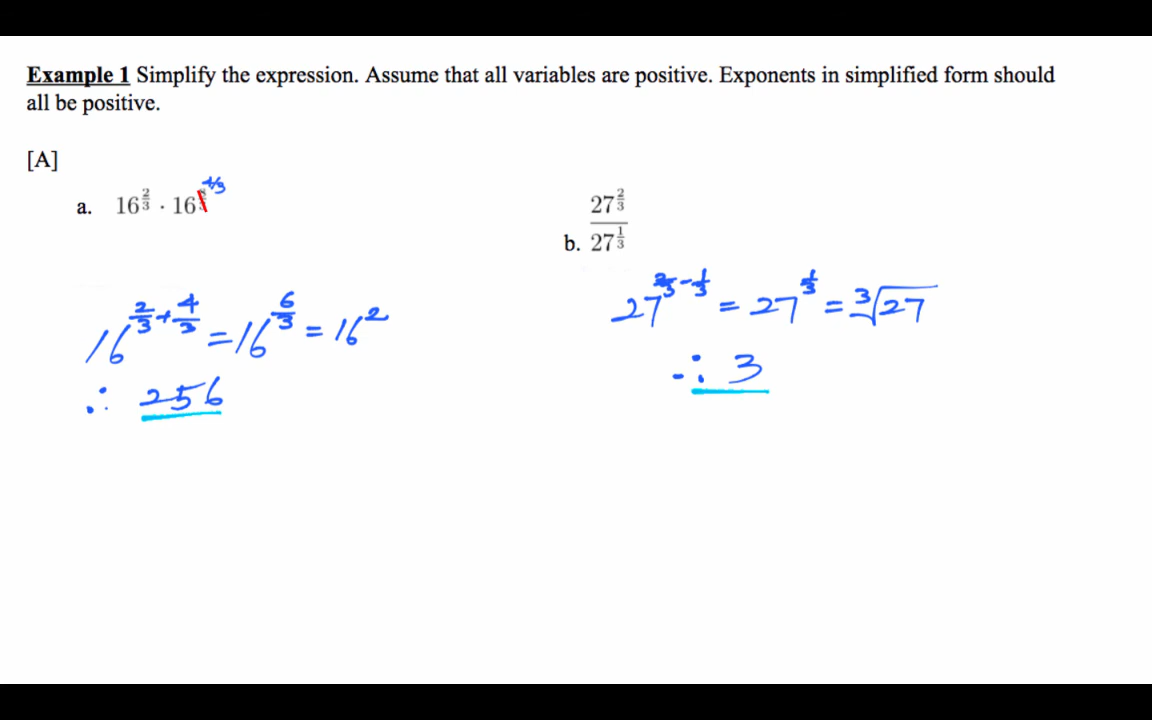 Example 1 Simplify the expression. Assume that all variables are positive. Exponents in simplified form should
all be positive.
[A]
a. 16^{2/3} · 16^{4/3}
b. 27^{2/3} / 27^{1/3}
16^{2/3 + 4/3} = 16^{6/3} = 16^2
∴ 256
27^{2/3 - 1/3} = 27^{1/3} = ∛27
∴ 3